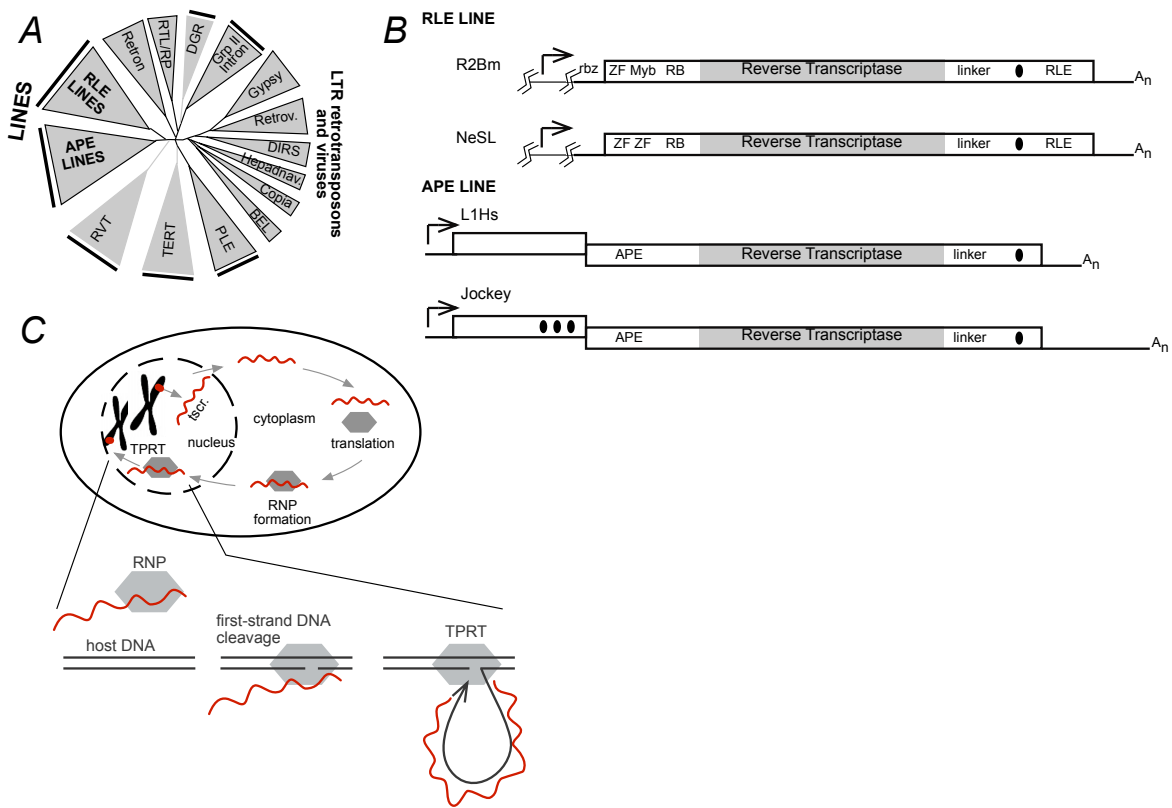 A
LINES
RLE
LINES
APE
LINES
Retron
RTL/RP
DGR
Grp II
Intron
Gypsy
Retrov.
DIRS
Hepadnav.
Copia
BEL
PLE
TERT
RVT
LTR retrotransposons
and viruses
B
RLE LINE
R2Bm
rbz
ZF Myb RB Reverse Transcriptase linker RLE
An
NeSL
ZF ZF RB Reverse Transcriptase linker RLE
An
APE LINE
L1Hs
APE Reverse Transcriptase linker
An
Jockey
APE Reverse Transcriptase linker
An
C
tscr.
cytoplasm
nucleus
translation
TPRT
RNP
formation
RNP
host DNA
first-strand DNA
cleavage
TPRT